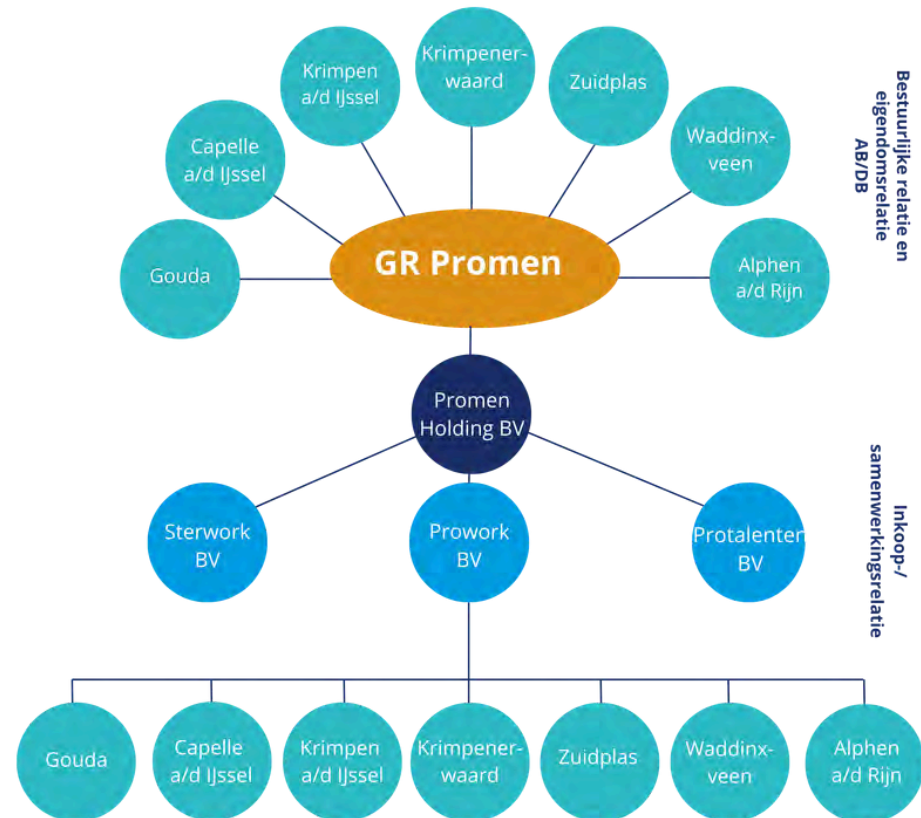 Krimpener-
waard
Krimpen
a/d IJssel
Zuidplas
Capelle
a/d IJssel
Waddinx-
veen
Gouda
GR Promen
Alphen
a/d Rijn
Bestuurlijke relatie en
eigendomsrelatie
AB/DB
Promen
Holding BV
Sterwork
BV
Prowork
BV
Protalenten
BV
Inkoop-/
samenwerkingsrelatie
Gouda
Capelle
a/d IJssel
Krimpen
a/d IJssel
Krimpener-
waard
Zuidplas
Waddinx-
veen
Alphen
a/d Rijn